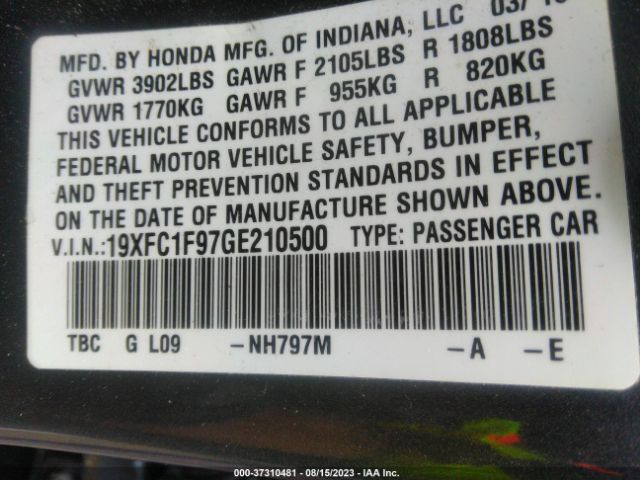 MFD. BY HONDA MFG. OF INDIANA, LLC 03/
GVWR 3902LBS GAWR F 2105LBS R 1808LBS
GVWR 1770KG GAWR F 955KG R 820KG
THIS VEHICLE CONFORMS TO ALL APPLICABLE
FEDERAL MOTOR VEHICLE SAFETY, BUMPER,
AND THEFT PREVENTION STANDARDS IN EFFECT
ON THE DATE OF MANUFACTURE SHOWN ABOVE.
V.I.N.: 19XFC1F97GE210500 TYPE: PASSENGER CAR
TBC G L09 -NH797M -A -E
000-37310481 - 08/15/2023 - IAA Inc.